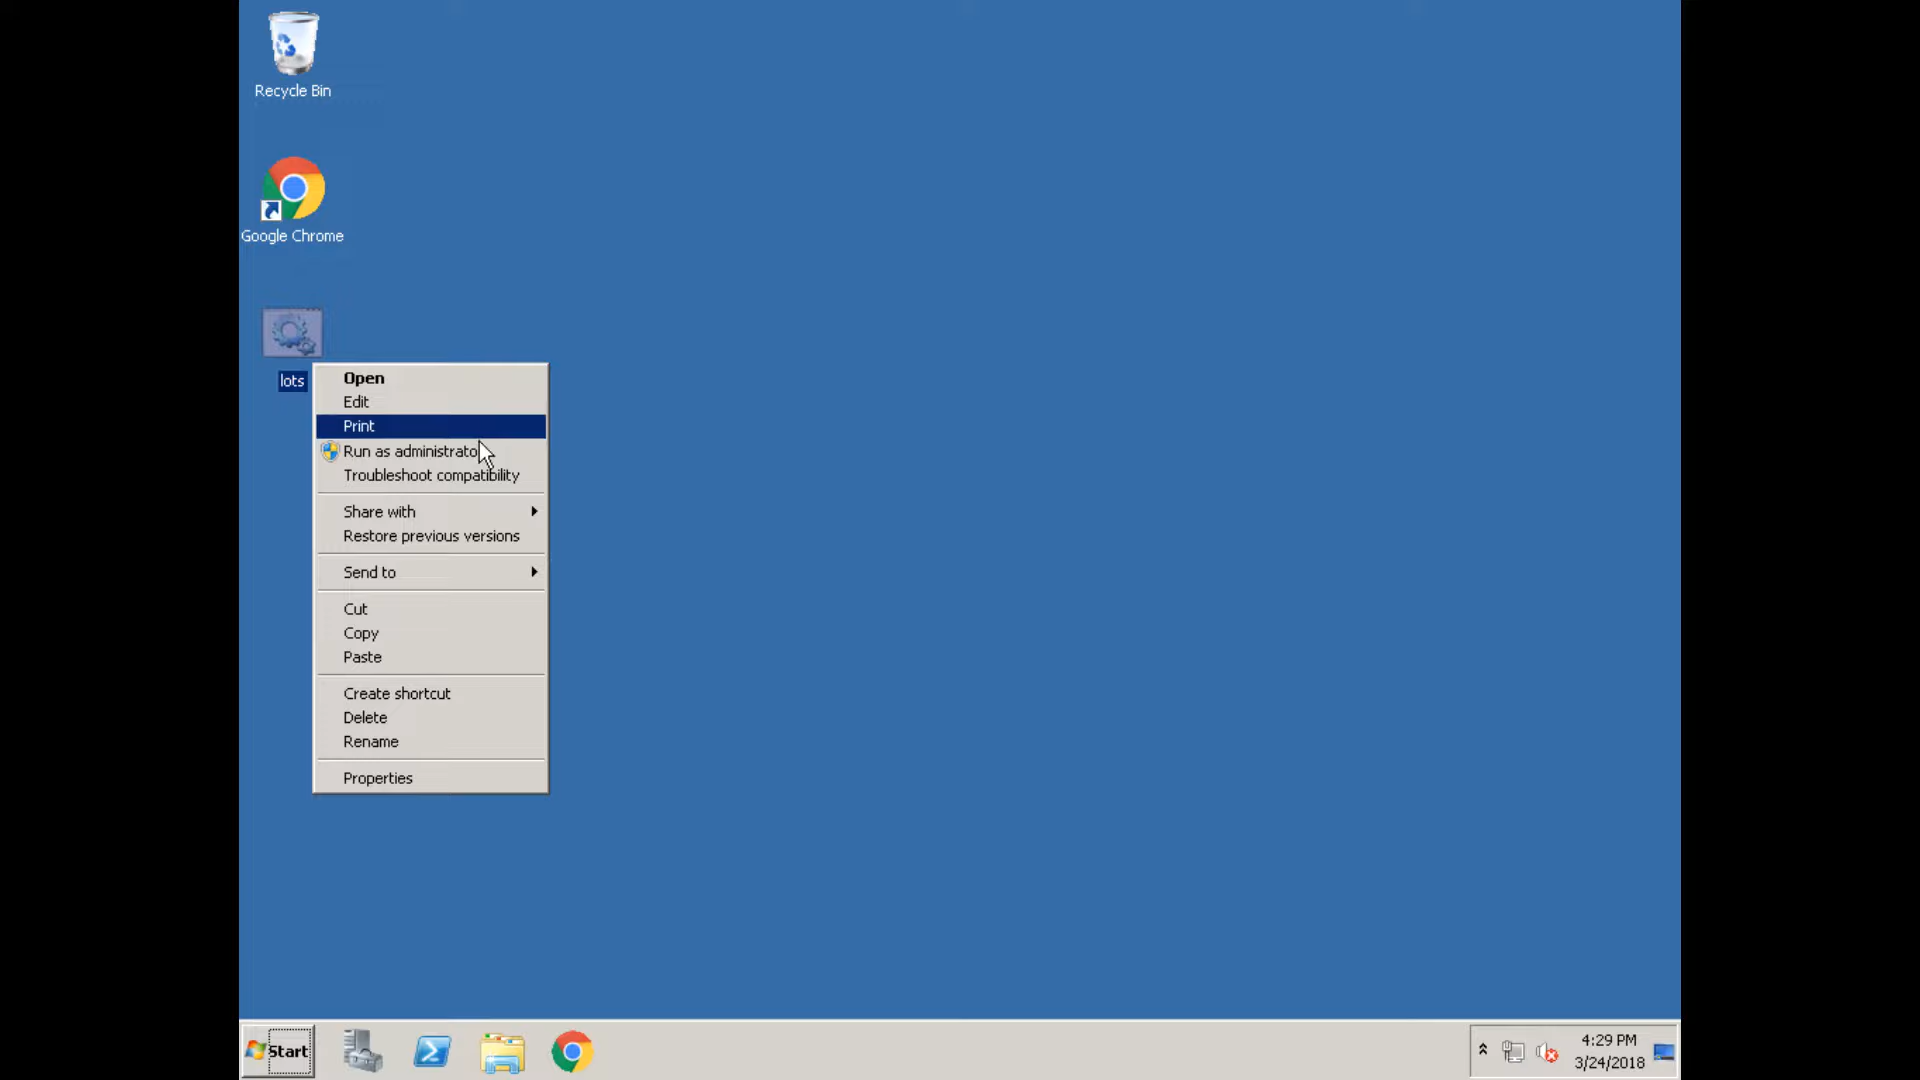 Recycle Bin
Google Chrome
lots
Open
Edit
Print
Run as administrato
Troubleshoot compatibility
Share with
Restore previous versions
Send to
Cut
Copy
Paste
Create shortcut
Delete
Rename
Properties
Start
4:29 PM
3/24/2018